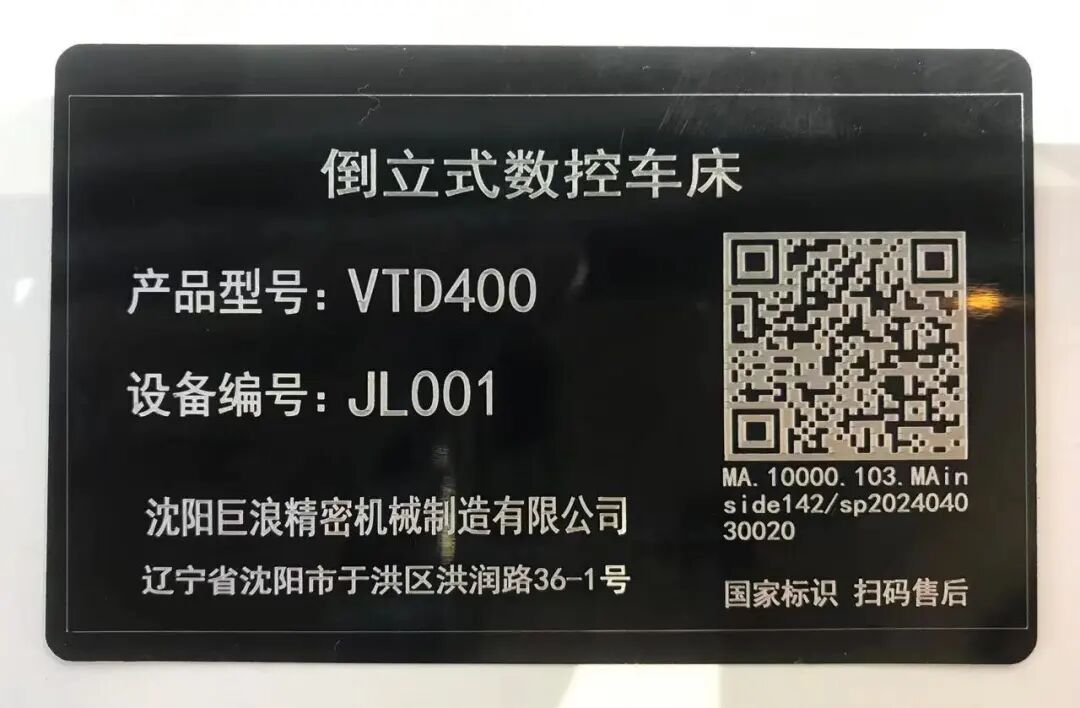 倒立式数控车床
产品型号：VTD400
设备编号：JL001
MA.10000.103.MAin
side142/sp2024040
30020
沈阳巨浪精密机械制造有限公司
辽宁省沈阳市于洪区洪润路36-1号
国家标识 扫码售后